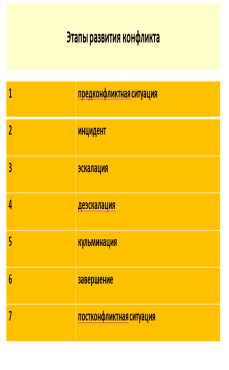 Этапы развития конфликта
1 предконфликтная ситуация
2 инцидент
3 эскалация
4 деэскалация
5 кульминация
6 завершение
7 постконфликтная ситуация